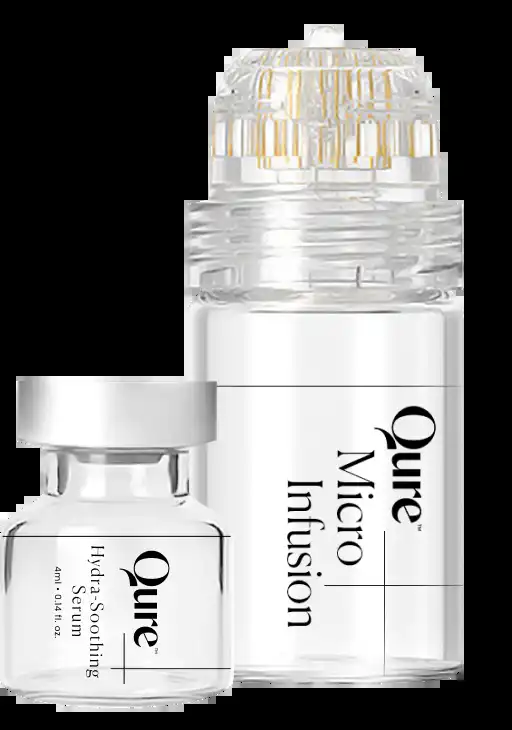 Qure™
Micro
Infusion
Qure™
Hydra-Soothing
Serum
4ml • 0.14 fl. oz.